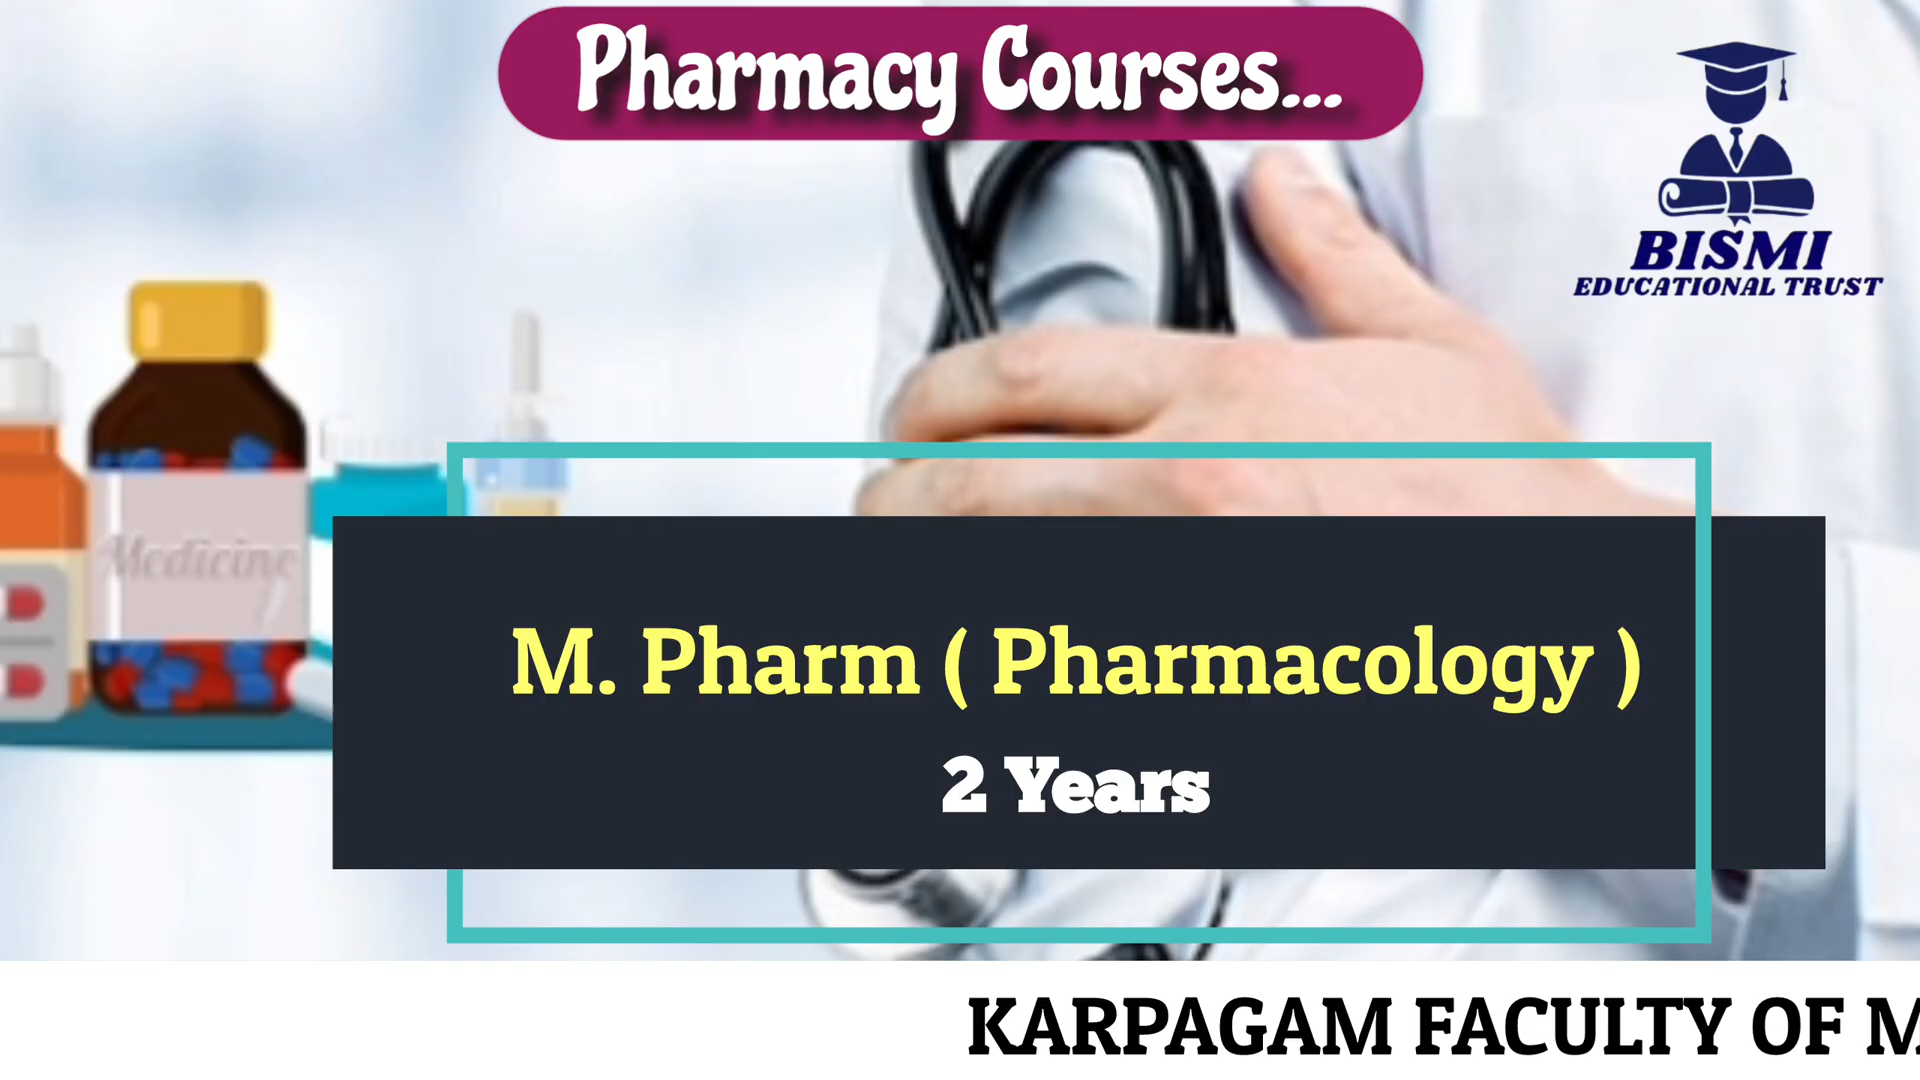 Pharmacy Courses...
BISMI
EDUCATIONAL TRUST
Medicine
M. Pharm ( Pharmacology )
2 Years
KARPAGAM FACULTY OF M